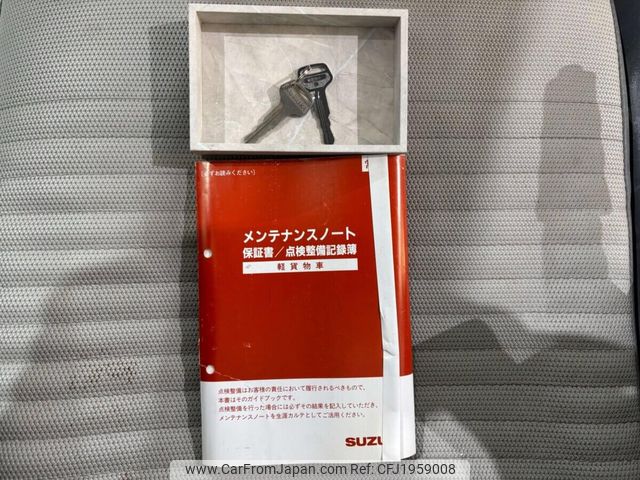 (必ずお読みください)
メンテナンスノート
保証書/点検整備記録簿
軽貨物車
点検整備はお客様の責任において履行されるべきもので、
本書はそのガイドブックです。
点検整備を行った場合には必ずその結果を記入していただき、
メンテナンスノートを生涯カルテとしてご活用ください。
SUZU
www.CarFromJapan.com - CfJ1959008